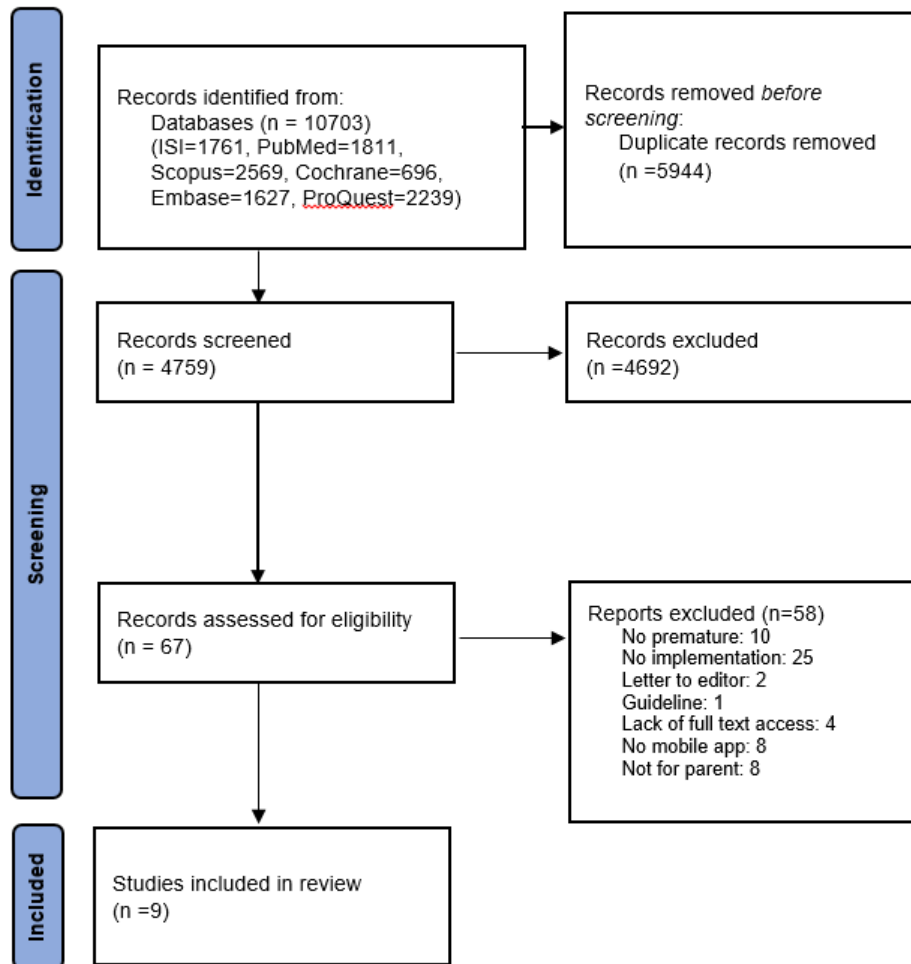 Identification
Records identified from:
Databases (n = 10703)
(ISI=1761, PubMed=1811,
Scopus=2569, Cochrane=696,
Embase=1627, ProQuest=2239)
Records removed before
screening:
Duplicate records removed
(n =5944)
Screening
Records screened
(n = 4759)
Records excluded
(n =4692)
Records assessed for eligibility
(n = 67)
Reports excluded (n=58)
No premature: 10
No implementation: 25
Letter to editor: 2
Guideline: 1
Lack of full text access: 4
No mobile app: 8
Not for parent: 8
Included
Studies included in review
(n =9)